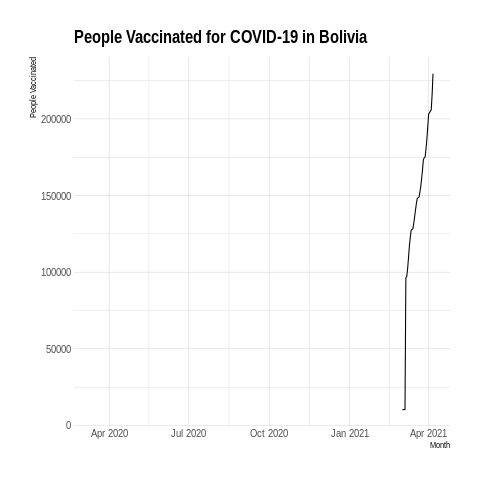 People Vaccinated for COVID-19 in Bolivia
People Vaccinated
200000
150000
100000
50000
0
Apr 2020 Jul 2020 Oct 2020 Jan 2021 Apr 2021
Month